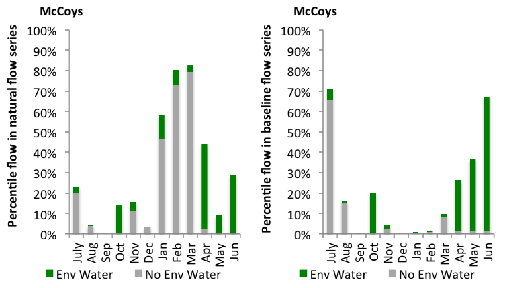 McCoys
Percentile flow in natural flow series
100%
90%
80%
70%
60%
50%
40%
30%
20%
10%
0%
July
Aug
Sep
Oct
Nov
Dec
Jan
Feb
Mar
Apr
May
Jun
Env Water No Env Water
McCoys
Percentile flow in baseline flow series
100%
90%
80%
70%
60%
50%
40%
30%
20%
10%
0%
July
Aug
Sep
Oct
Nov
Dec
Jan
Feb
Mar
Apr
May
Jun
Env Water No Env Water